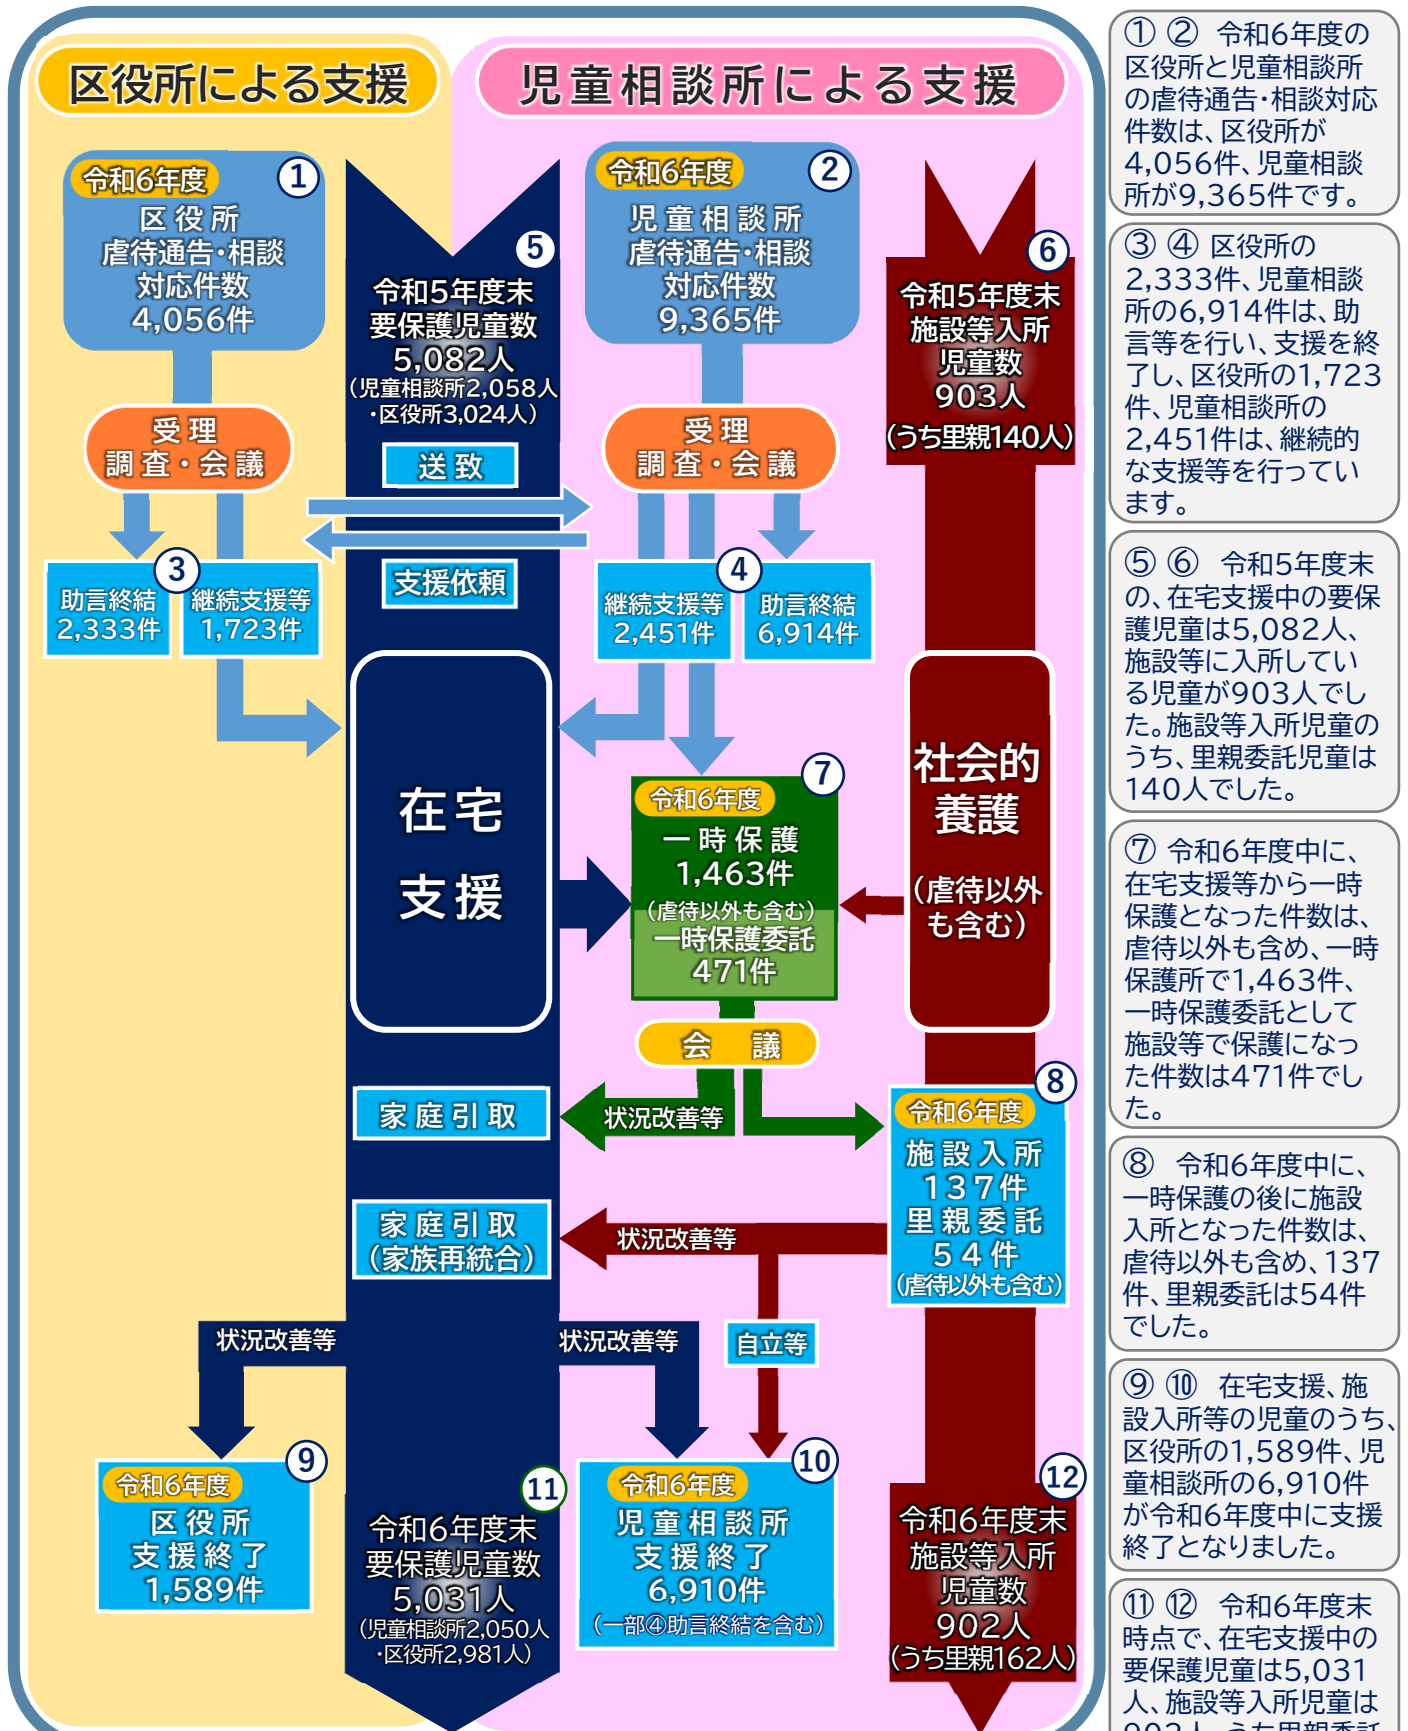 区役所による支援
児童相談所による支援
令和6年度
①
区役所
虐待通告・相談
対応件数
4,056件
⑤
令和5年度末
要保護児童数
5,082人
（児童相談所2,058人
・区役所3,024人）
令和6年度
②
児童相談所
虐待通告・相談
対応件数
9,365件
⑥
令和5年度末
施設等入所
児童数
903人
（うち里親140人）
受理
調査・会議
送致
受理
調査・会議
支援依頼
③
助言終結
2,333件
継続支援等
1,723件
④
継続支援等
2,451件
助言終結
6,914件
在宅
支援
⑦
令和6年度
一時保護
1,463件
（虐待以外も含む）
一時保護委託
471件
社会的
養護
（虐待以外
も含む）
会議
状況改善等
家庭引取
⑧
令和6年度
施設入所
137件
里親委託
54件
（虐待以外も含む）
家庭引取
（家族再統合）
状況改善等
状況改善等
状況改善等
自立等
⑨
令和6年度
区役所
支援終了
1,589件
⑪
令和6年度末
要保護児童数
5,031人
（児童相談所2,050人
・区役所2,981人）
⑩
令和6年度
児童相談所
支援終了
6,910件
（一部④助言終結を含む）
⑫
令和6年度末
施設等入所
児童数
902人
（うち里親162人）
① ② 令和6年度の
区役所と児童相談所
の虐待通告・相談対応
件数は、区役所が
4,056件、児童相談
所が9,365件です。
③ ④ 区役所の
2,333件、児童相談
所の6,914件は、助
言等を行い、支援を終
了し、区役所の1,723
件、児童相談所の
2,451件は、継続的
な支援等を行ってい
ます。
⑤ ⑥ 令和5年度末
の、在宅支援中の要保
護児童は5,082人、
施設等に入所してい
る児童が903人でし
た。施設等入所児童の
うち、里親委託児童は
140人でした。
⑦ 令和6年度中に、
在宅支援等から一時
保護となった件数は、
虐待以外も含め、一時
保護所で1,463件、
一時保護委託として
施設等で保護になっ
た件数は471件でし
た。
⑧ 令和6年度中に、
一時保護の後に施設
入所となった件数は、
虐待以外も含め、137
件、里親委託は54件
でした。
⑨ ⑩ 在宅支援、施
設入所等の児童のうち、
区役所の1,589件、児
童相談所の6,910件
が令和6年度中に支援
終了となりました。
⑪ ⑫ 令和6年度末
時点で、在宅支援中の
要保護児童は5,031
人、施設等入所児童は